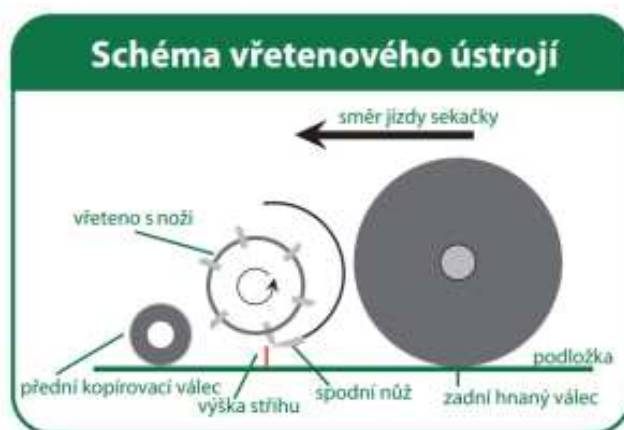 Schéma vřetenového ústrojí
směr jízdy sekačky
vřeteno s noži
podložka
přední kopírovací válec
výška střihu
spodní nůž
zadní hnaný válec